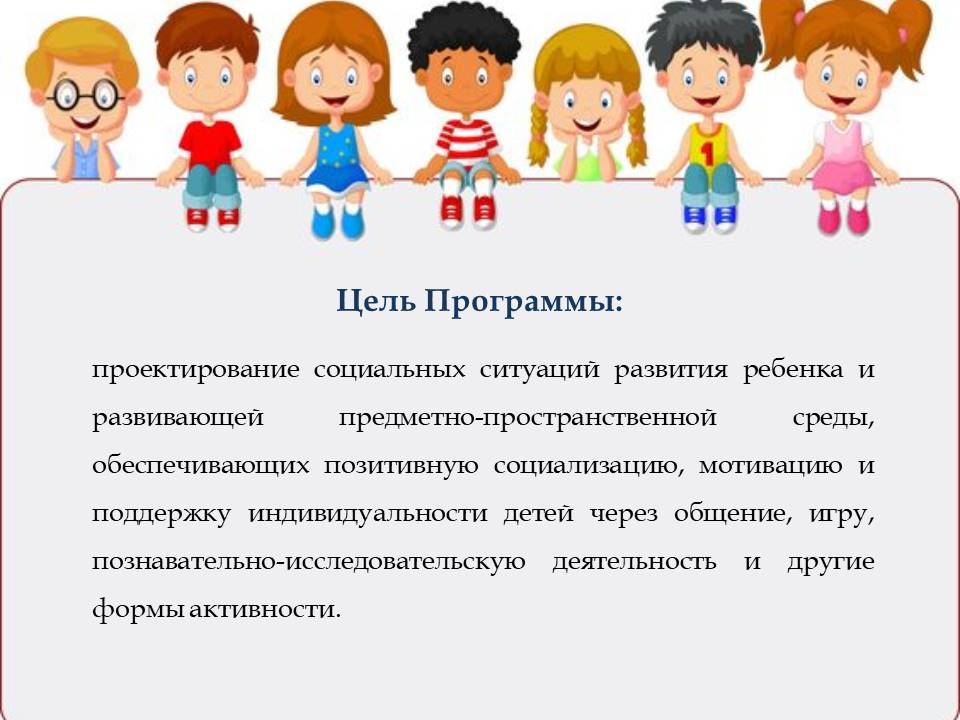 Цель Программы:
проектирование социальных ситуаций развития ребенка и
развивающей предметно-пространственной среды,
обеспечивающих позитивную социализацию, мотивацию и
поддержку индивидуальности детей через общение, игру,
познавательно-исследовательскую деятельность и другие
формы активности.
1